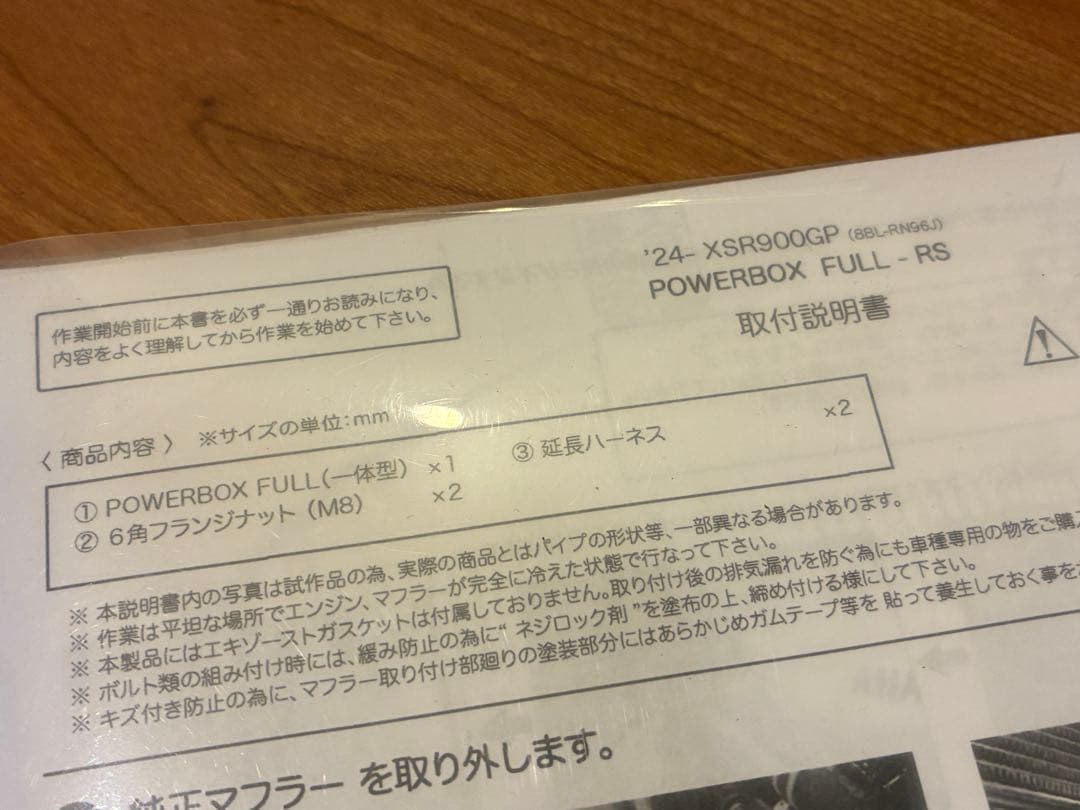 '24- XSR900GP (8BL-RN96J)
POWERBOX FULL - RS
取付説明書
作業開始前に本書を必ず一通りお読みになり、
内容をよく理解してから作業を始めて下さい。
〈 商品内容 〉 ※サイズの単位:mm
① POWERBOX FULL(一体型) ×1
② 6角フランジナット (M8) ×2
③ 延長ハーネス ×2
※ 本説明書内の写真は試作品の為、実際の商品とはパイプの形状等、一部異なる場合があります。
※ 作業は平坦な場所でエンジン、マフラーが完全に冷えた状態で行なって下さい。
※ 本製品にはエキゾーストガスケットは付属しておりません。取り付け後の排気漏れを防ぐ為にも車種専用の物をご購
※ ボルト類の組み付け時には、緩み防止の為に“ ネジロック剤 ”を塗布の上、締め付ける様にして下さい。
※ キズ付き防止の為に、マフラー取り付け部廻りの塗装部分にはあらかじめガムテープ等を 貼って養生しておく事を
純正マフラー を取り外します。